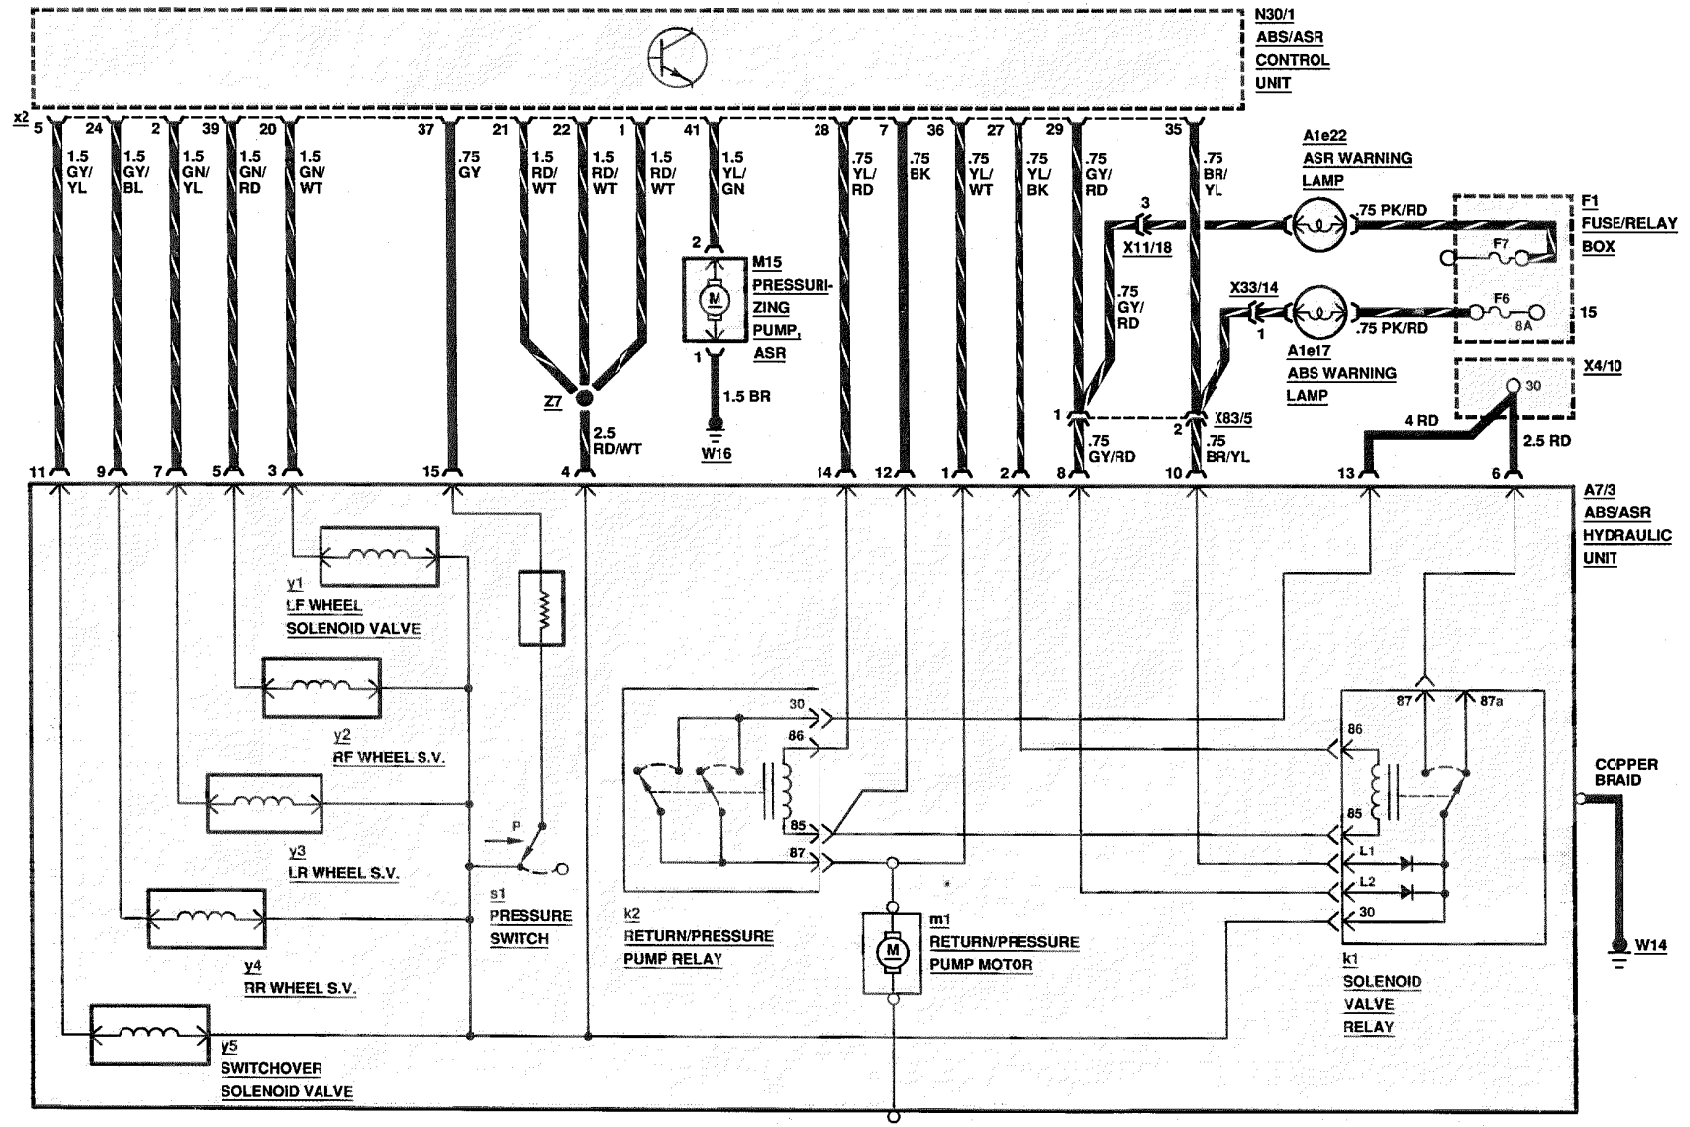 N30/1
ABS/ASR
CONTROL
UNIT
x2
5 24 2 39 20 37 21 22 1 41 28 7 36 27 29 35
1.5 GY/YL
1.5 GY/BL
1.5 GN/YL
1.5 GN/RD
1.5 GN/WT
.75 GY
1.5 RD/WT
1.5 RD/WT
1.5 RD/WT
1.5 YL/GN
.75 YL/RD
.75 BK
.75 YL/WT
.75 YL/BK
.75 GY/RD
.75 BR/YL
A1e22
ASR WARNING
LAMP
3
X11/18
.75 PK/RD
F1
FUSE/RELAY
BOX
F7
2
M15
PRESSURI-
ZING
PUMP,
ASR
M
1
1.5 BR
W16
.75
GY/
RD
X33/14
1
A1e17
ABS WARNING
LAMP
.75 PK/RD
F6
8A
15
X4/10
30
4 RD
2.5 RD
Z7
2.5
RD/WT
1
2
X83/5
.75
GY/RD
.75
BR/YL
11 9 7 5 3 15 4 14 12 1 2 8 10 13 6
A7/3
ABS/ASR
HYDRAULIC
UNIT
y1
LF WHEEL
SOLENOID VALVE
y2
RF WHEEL S.V.
y3
LR WHEEL S.V.
y4
RR WHEEL S.V.
y5
SWITCHOVER
SOLENOID VALVE
P
s1
PRESSURE
SWITCH
30
86
85
87
k2
RETURN/PRESSURE
PUMP RELAY
M
m1
RETURN/PRESSURE
PUMP MOTOR
87
87a
86
85
L1
L2
30
k1
SOLENOID
VALVE
RELAY
COPPER
BRAID
W14